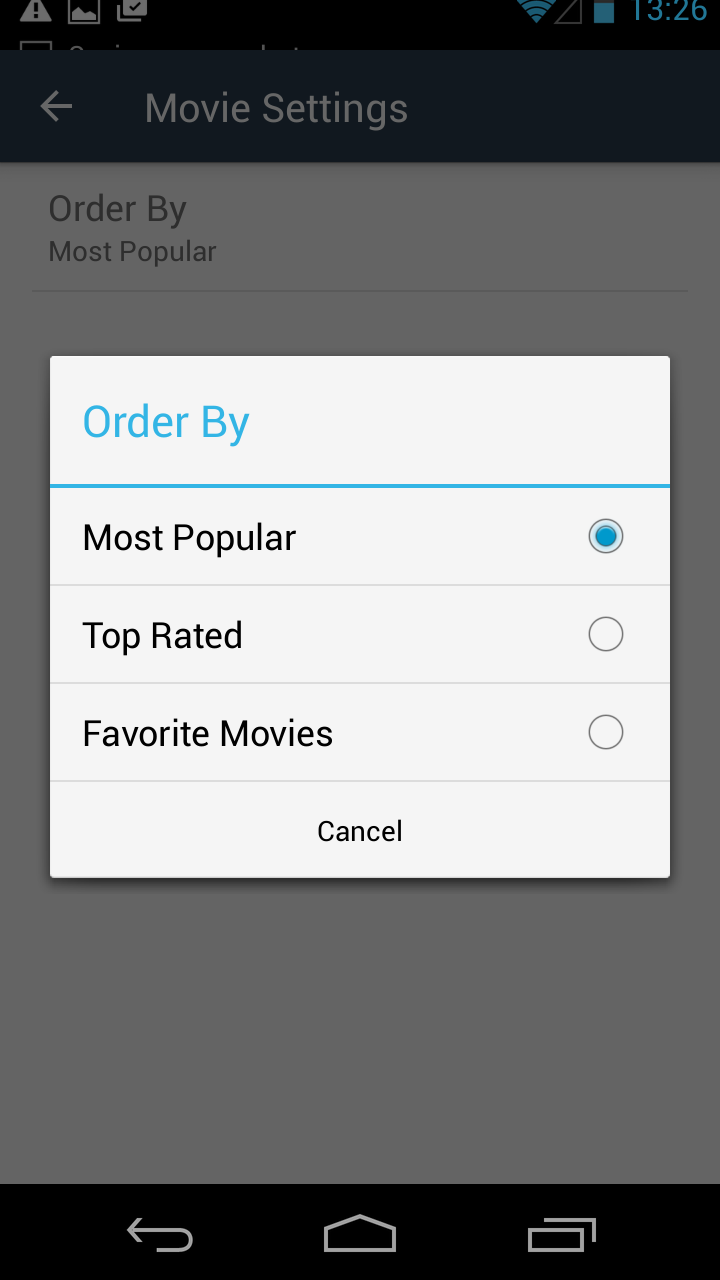 13:26
Movie Settings
Order By
Most Popular
Order By
Most Popular
Top Rated
Favorite Movies
Cancel